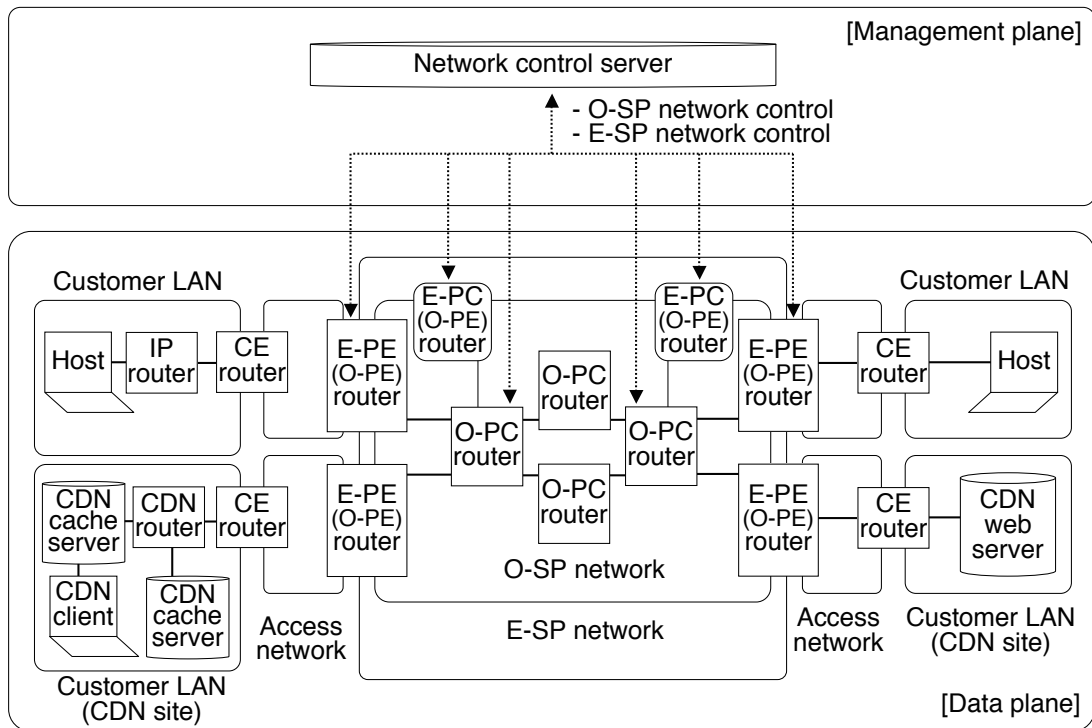 [Management plane]
Network control server
- O-SP network control
- E-SP network control
Customer LAN
Host
IP
router
CE
router
E-PE
(O-PE)
router
E-PC
(O-PE)
router
O-PC
router
O-PC
router
O-PC
router
E-PC
(O-PE)
router
E-PE
(O-PE)
router
CE
router
Customer LAN
Host
CDN
cache
server
CDN
router
CE
router
E-PE
(O-PE)
router
O-PC
router
E-PE
(O-PE)
router
CE
router
CDN
web
server
CDN
client
CDN
cache
server
Access
network
O-SP network
E-SP network
Access
network
Customer LAN
(CDN site)
Customer LAN
(CDN site)
[Data plane]